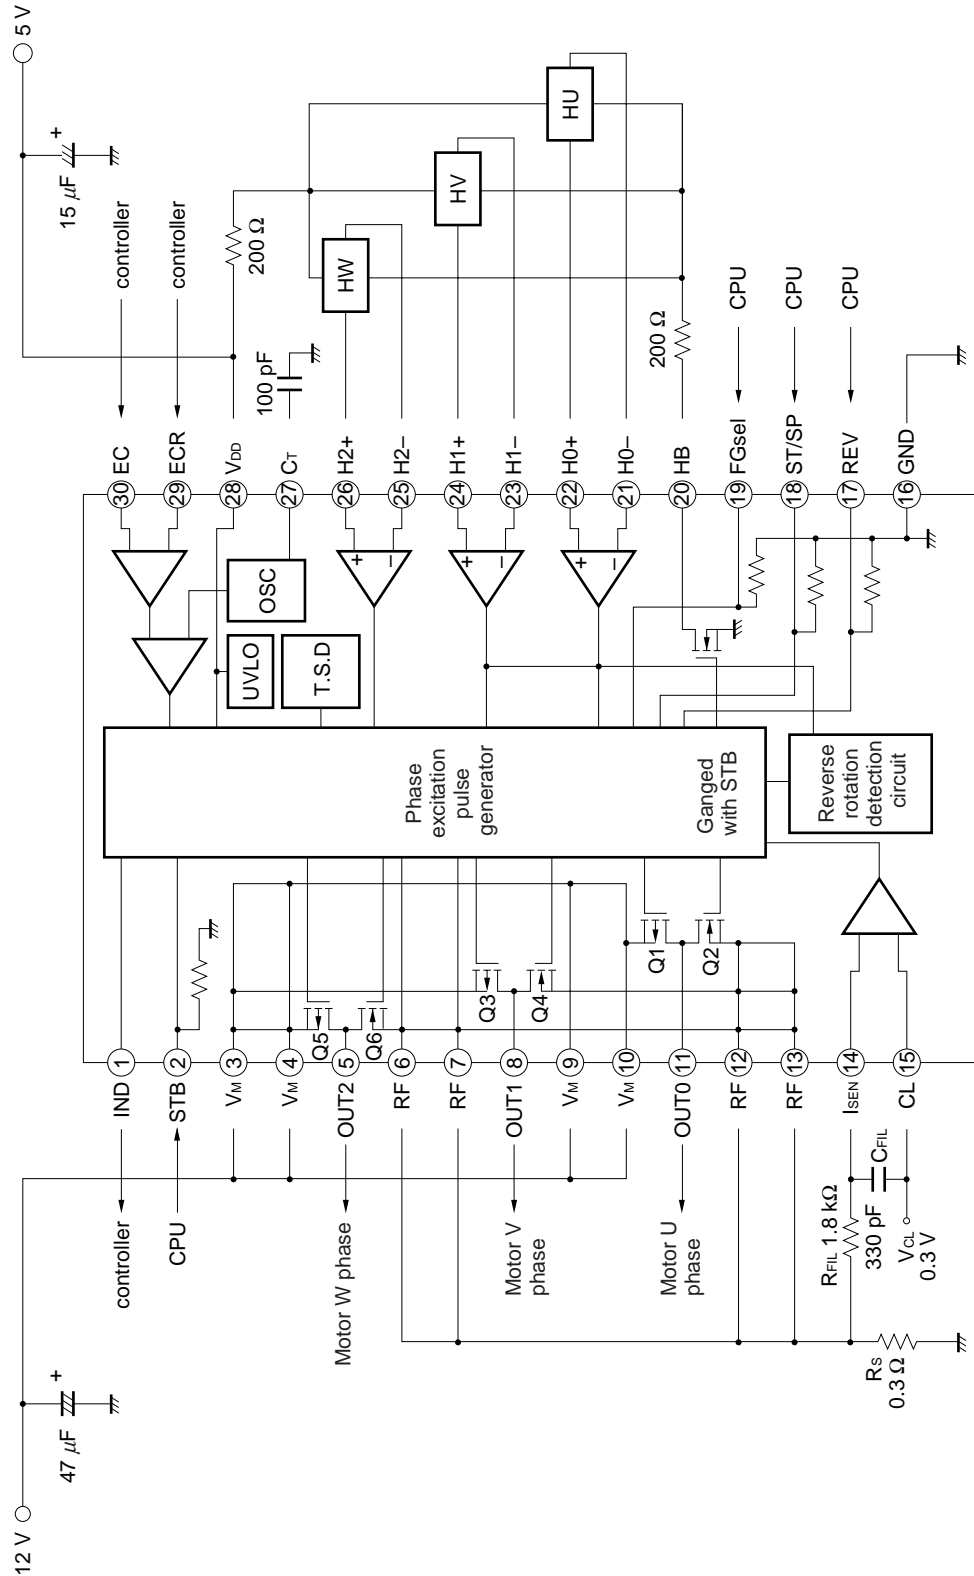 5 V
15 µF
+
controller
controller
200 Ω
100 pF
HW
HV
HU
200 Ω
CPU
CPU
CPU
EC
ECR
VDD
CT
H2+
H2–
H1+
H1–
H0+
H0–
HB
FGsel
ST/SP
REV
GND
30
29
28
27
26
25
24
23
22
21
20
19
18
17
16
+
–
+
–
+
–
OSC
UVLO
T.S.D
Phase
excitation
pulse
generator
Ganged
with STB
Reverse
rotation
detection
circuit
Q5
Q6
Q3
Q4
Q1
Q2
1
2
3
4
5
6
7
8
9
10
11
12
13
14
15
IND
STB
VM
VM
OUT2
RF
RF
OUT1
VM
VM
OUT0
RF
RF
ISEN
CL
controller
CPU
Motor W phase
Motor V
phase
Motor U
phase
RFIL 1.8 kΩ
330 pF
CFIL
VCL
0.3 V
RS
0.3 Ω
47 µF
+
12 V